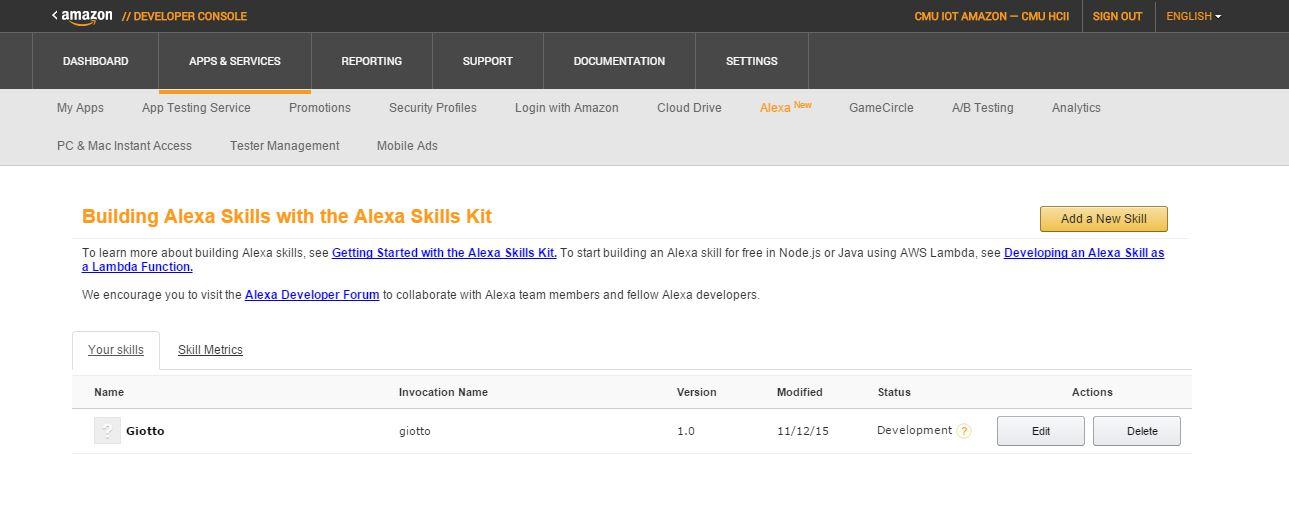 < amazon // DEVELOPER CONSOLE CMU IOT AMAZON — CMU HCII SIGN OUT ENGLISH
DASHBOARD APPS & SERVICES REPORTING SUPPORT DOCUMENTATION SETTINGS
My Apps App Testing Service Promotions Security Profiles Login with Amazon Cloud Drive Alexa New GameCircle A/B Testing Analytics
PC & Mac Instant Access Tester Management Mobile Ads
Building Alexa Skills with the Alexa Skills Kit Add a New Skill
To learn more about building Alexa skills, see Getting Started with the Alexa Skills Kit. To start building an Alexa skill for free in Node.js or Java using AWS Lambda, see Developing an Alexa Skill as
a Lambda Function.
We encourage you to visit the Alexa Developer Forum to collaborate with Alexa team members and fellow Alexa developers.
Your skills Skill Metrics
Name Invocation Name Version Modified Status Actions
? Giotto giotto 1.0 11/12/15 Development ? Edit Delete